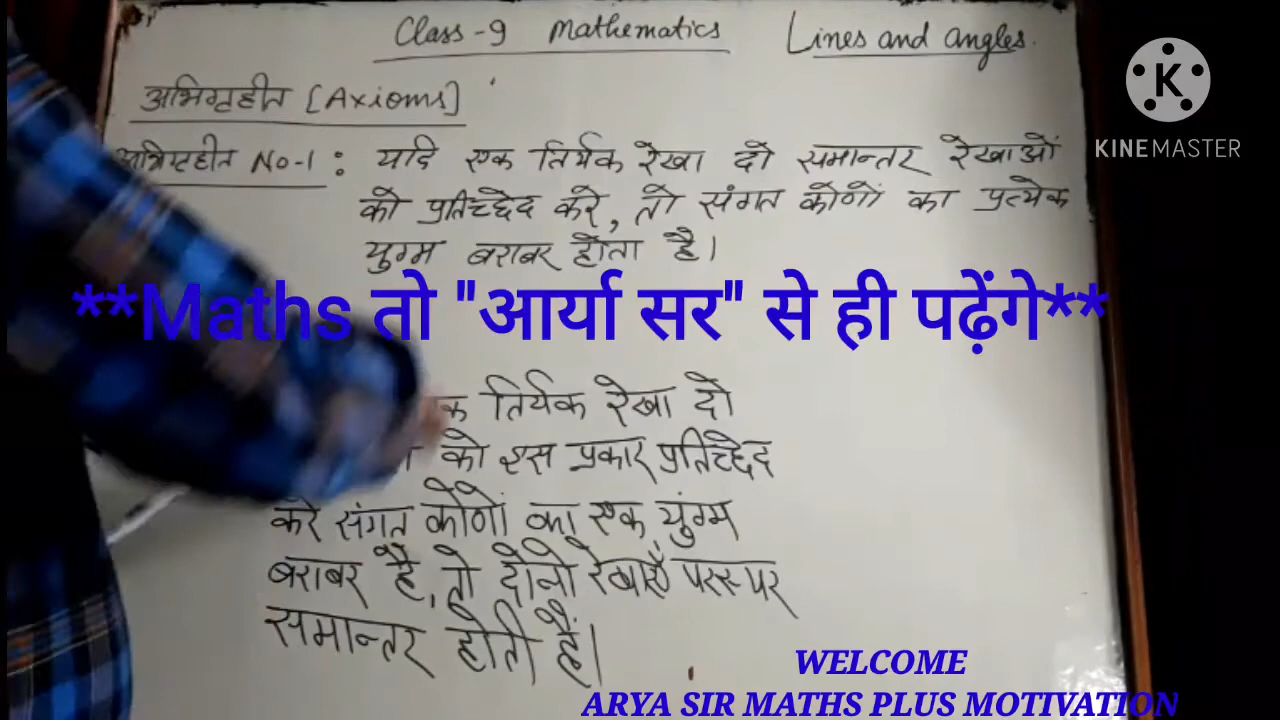 Class-9 Mathematics Lines and angles.
K
KINEMASTER
अभिगृहीत [Axioms]
अभिगृहीत No-1 : यदि एक तिर्यक रेखा दो समान्तर रेखाओं
को प्रतिच्छेद करे, तो संगत कोणों का प्रत्येक
युग्म बराबर होता है।
**Maths तो "आर्या सर" से ही पढ़ेंगे**
तिर्यक रेखा दो
को इस प्रकार प्रतिच्छेद
करे संगत कोणों का एक युग्म
बराबर है, तो दोनो रेखाएँ परस्पर
समान्तर होती हैं।
WELCOME
ARYA SIR MATHS PLUS MOTIVATION